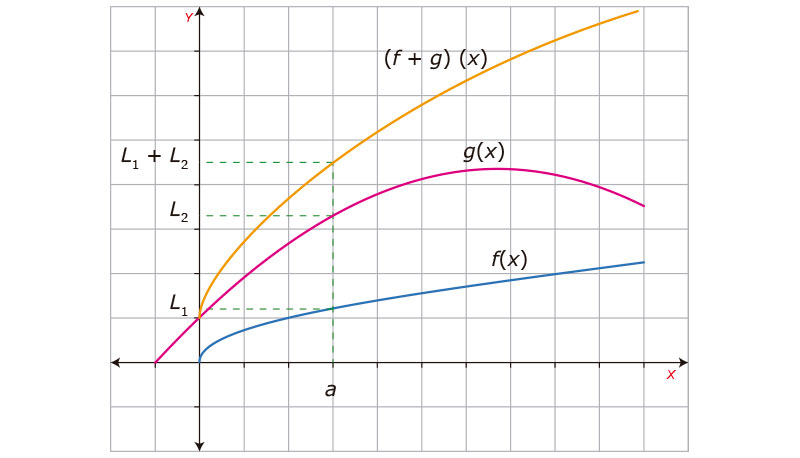 Y
(f + g) (x)
L₁ + L₂
g(x)
L₂
f(x)
L₁
X
a